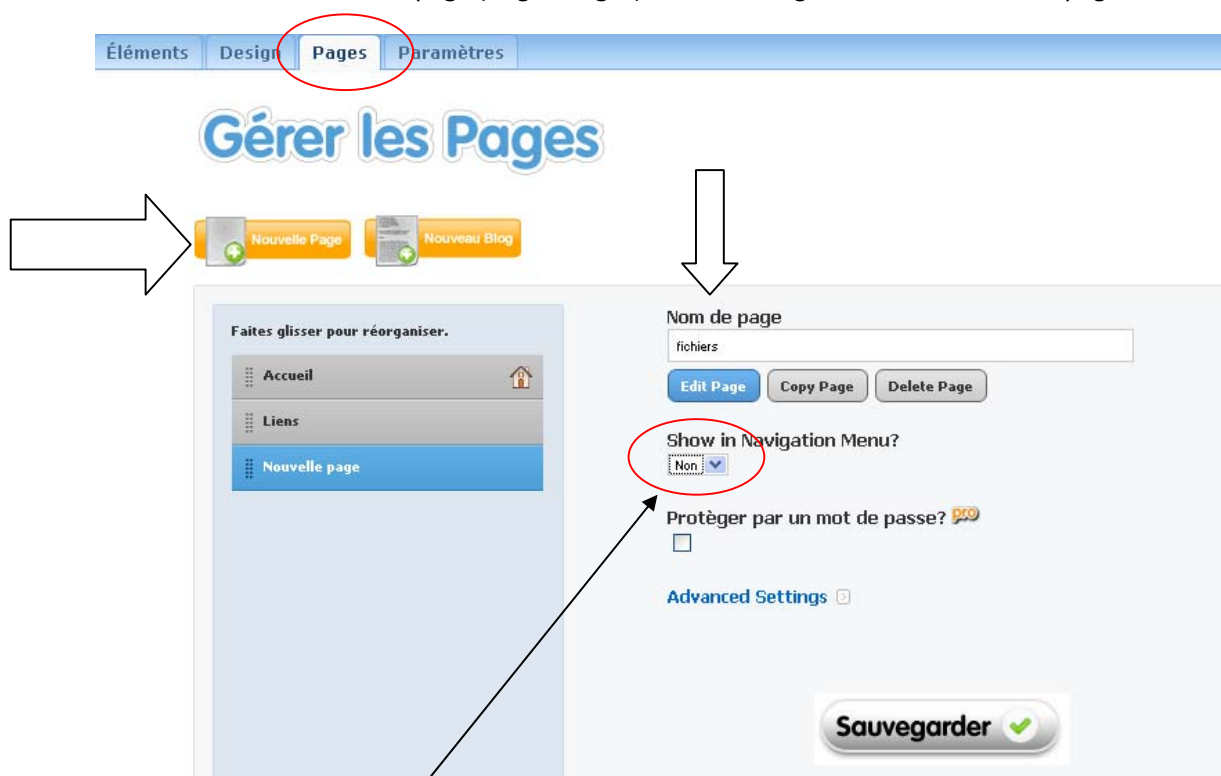 Éléments Design Pages Paramètres
Gérer les Pages
Nouvelle Page Nouveau Blog
Faites glisser pour réorganiser.
Accueil
Liens
Nouvelle page
Nom de page
fichiers
Edit Page Copy Page Delete Page
Show in Navigation Menu?
Non
Protèger par un mot de passe? pro
Advanced Settings
Sauvegarder